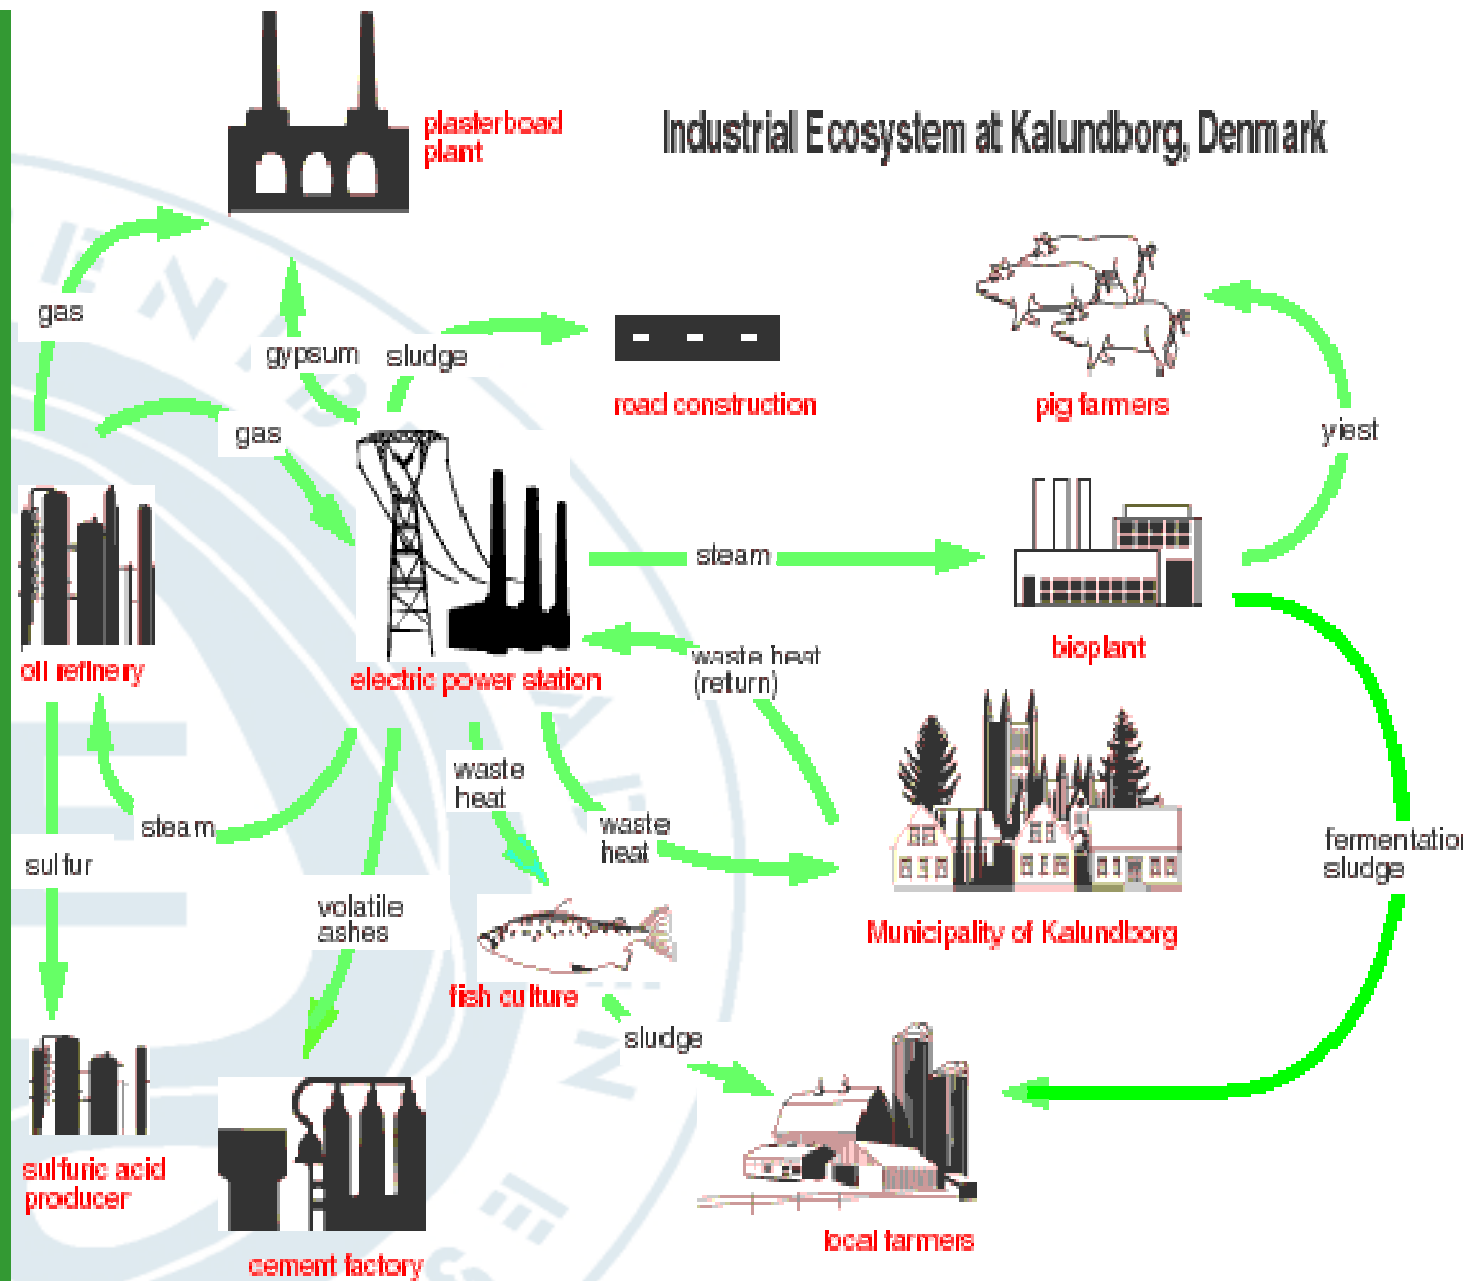 plasterboad
plant
Industrial Ecosystem at Kalundborg, Denmark
gas
gypsum
sludge
road construction
pig farmers
yiest
gas
steam
oil refinery
electric power station
waste heat
(return)
bioplant
waste
heat
steam
waste
heat
sulfur
fermentatio
sludge
volatile
ashes
Municipality of Kalundborg
fish culture
sludge
sulfuric acid
producer
local farmers
cement factory